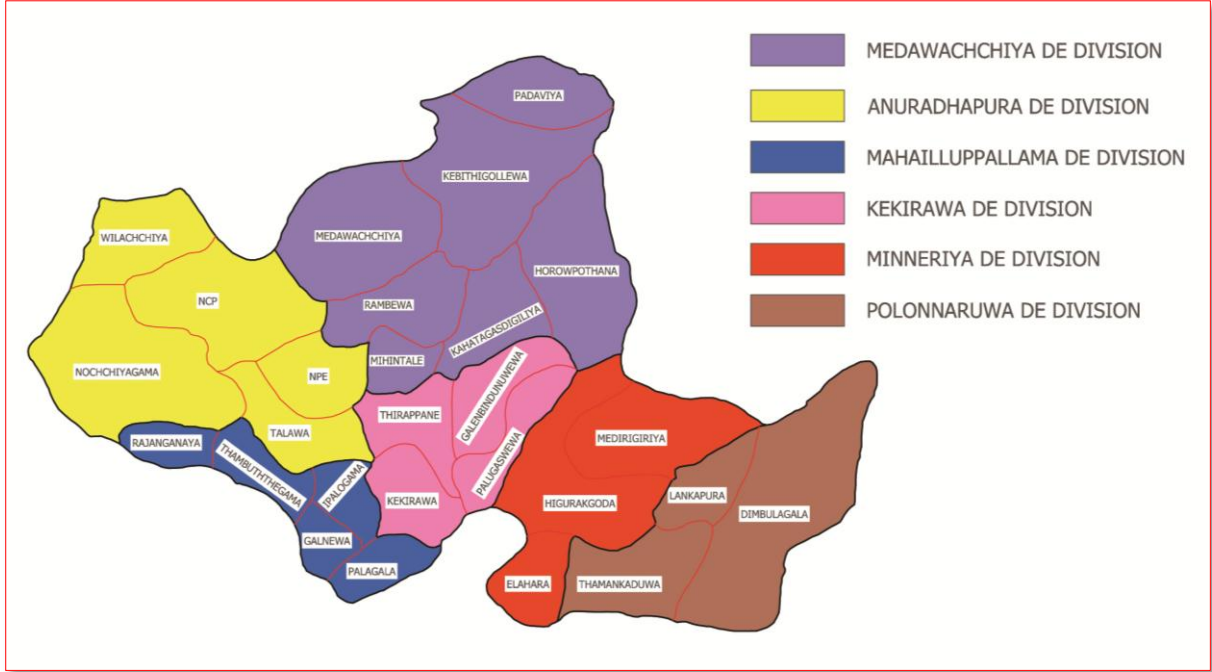 MEDAWACHCHIYA DE DIVISION
ANURADHAPURA DE DIVISION
MAHAILLUPPALLAMA DE DIVISION
KEKIRAWA DE DIVISION
MINNERIYA DE DIVISION
POLONNARUWA DE DIVISION
PADAVIYA
KEBITHIGOLLEWA
MEDAWACHCHIYA
WILACHCHIYA
HOROWPOTHANA
NCP
RAMBEWA
KAHATAGASDIGILIYA
MIHINTALE
NOCHCHIYAGAMA
NPE
GALENBINDUNUWEWA
THIRAPPANE
TALAWA
RAJANGANAYA
MEDIRIGIRIYA
THAMBUTHTHEGAMA
IPALOGAMA
PALUGASWEWA
KEKIRAWA
HIGURAKGODA
LANKAPURA
DIMBULAGALA
GALNEWA
PALAGALA
ELAHARA
THAMANKADUWA